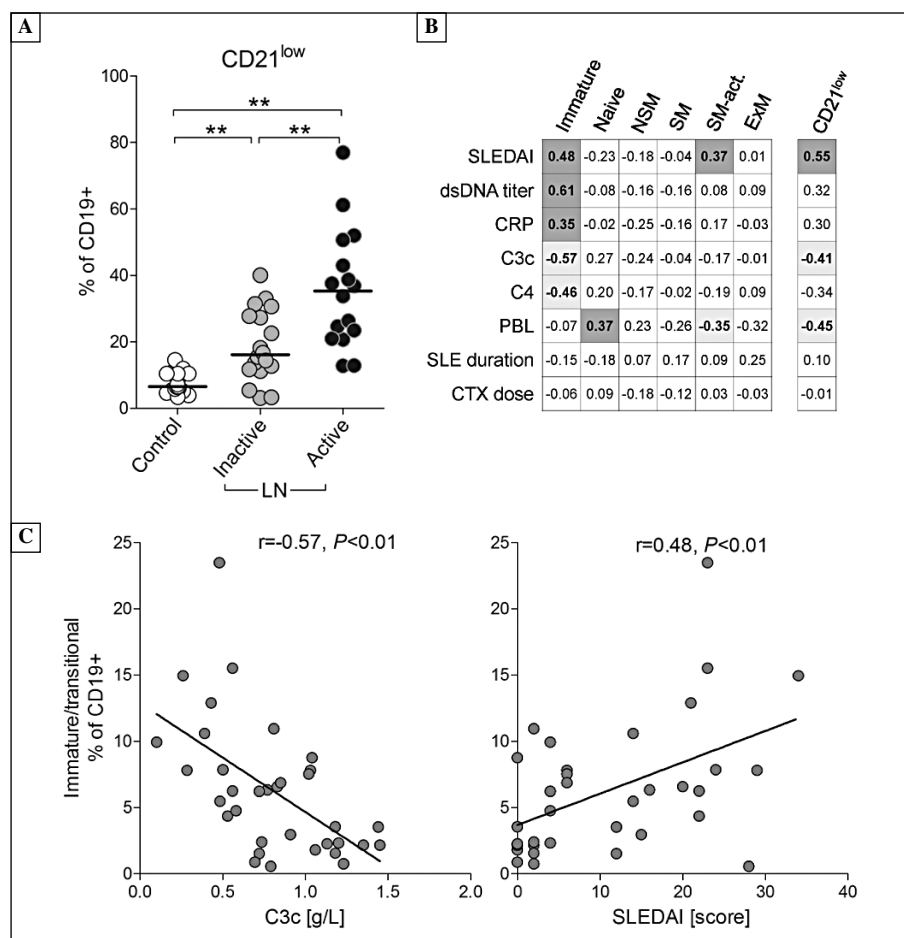 A
CD21low
**
**
**
% of CD19+
100
80
60
40
20
0
Control
Inactive
Active
LN
B
Immature
Naive
NSM
SM
SM-act.
ExM
CD21low
SLEDAI 0.48 -0.23 -0.18 -0.04 0.37 0.01 0.55
dsDNA titer 0.61 -0.08 -0.16 -0.16 0.08 0.09 0.32
CRP 0.35 -0.02 -0.25 -0.16 0.17 -0.03 0.30
C3c -0.57 0.27 -0.24 -0.04 -0.17 -0.01 -0.41
C4 -0.46 0.20 -0.17 -0.02 -0.19 0.09 -0.34
PBL -0.07 0.37 0.23 -0.26 -0.35 -0.32 -0.45
SLE duration -0.15 -0.18 0.07 0.17 0.09 0.25 0.10
CTX dose -0.06 0.09 -0.18 -0.12 0.03 -0.03 -0.01
C
r=-0.57, P<0.01
Immature/transitional
% of CD19+
25
20
15
10
5
0
0.0 0.5 1.0 1.5 2.0
C3c [g/L]
r=0.48, P<0.01
25
20
15
10
5
0
0 10 20 30 40
SLEDAI [score]